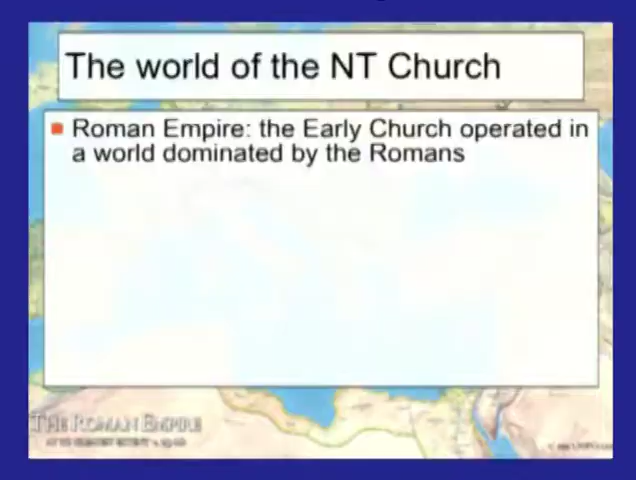 The world of the NT Church
Roman Empire: the Early Church operated in
a world dominated by the Romans
THE ROMAN EMPIRE